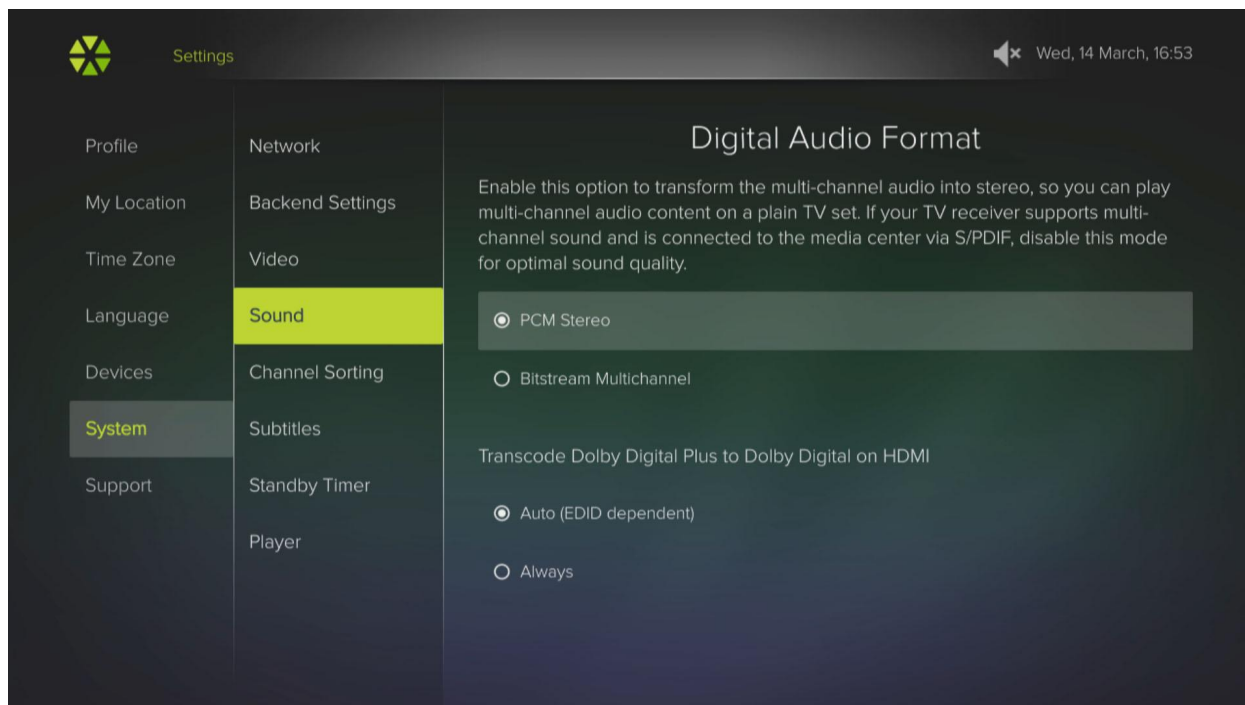 Settings
Wed, 14 March, 16:53
Profile
My Location
Time Zone
Language
Devices
System
Support
Network
Backend Settings
Video
Sound
Channel Sorting
Subtitles
Standby Timer
Player
Digital Audio Format
Enable this option to transform the multi-channel audio into stereo, so you can play
multi-channel audio content on a plain TV set. If your TV receiver supports multi-
channel sound and is connected to the media center via S/PDIF, disable this mode
for optimal sound quality.
PCM Stereo
Bitstream Multichannel
Transcode Dolby Digital Plus to Dolby Digital on HDMI
Auto (EDID dependent)
Always